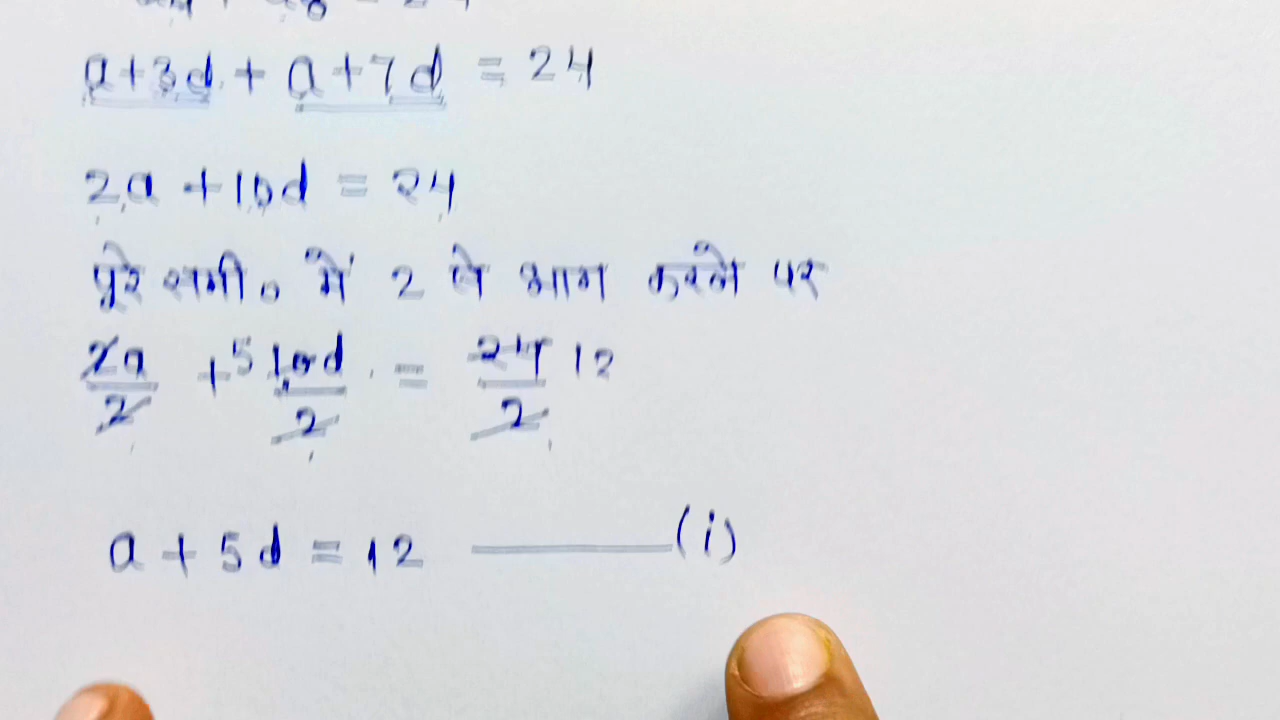 a+3d + a+7d = 24
2a + 10d = 24
पूरे समी० में 2 से भाग करने पर
2a/2 + 5 10d/2 = 24/2 12
a + 5d = 12 ———(i)